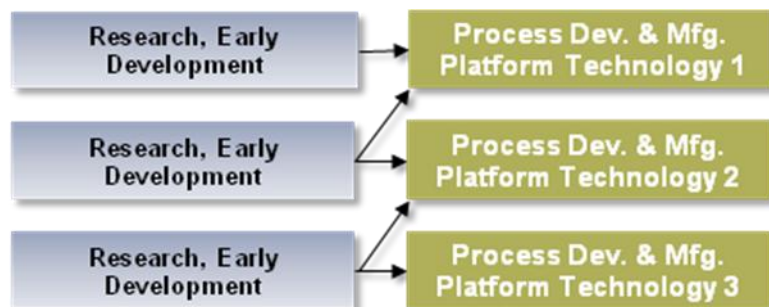 Research, Early
Development
Process Dev. & Mfg.
Platform Technology 1
Research, Early
Development
Process Dev. & Mfg.
Platform Technology 2
Research, Early
Development
Process Dev. & Mfg.
Platform Technology 3